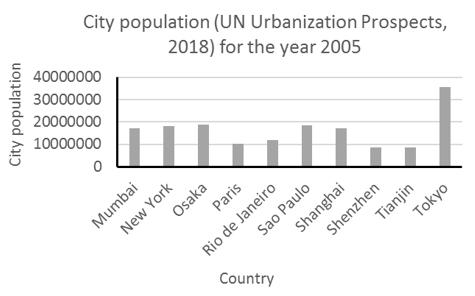 City population (UN Urbanization Prospects,
2018) for the year 2005
City population
40000000
30000000
20000000
10000000
0
Mumbai
New York
Osaka
Paris
Rio de Janeiro
Sao Paulo
Shanghai
Shenzhen
Tianjin
Tokyo
Country